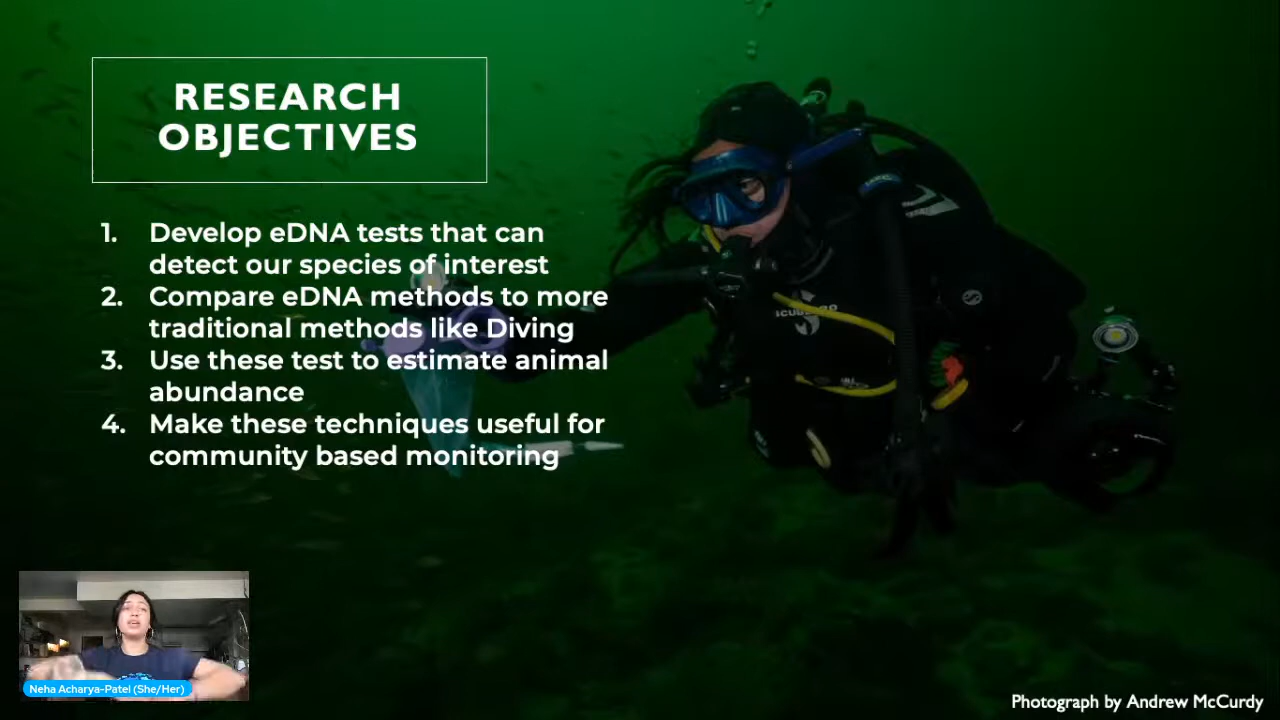 RESEARCH
OBJECTIVES
1. Develop eDNA tests that can
detect our species of interest
2. Compare eDNA methods to more
traditional methods like Diving
3. Use these test to estimate animal
abundance
4. Make these techniques useful for
community based monitoring
Neha Acharya-Patel (She/Her)
Photograph by Andrew McCurdy